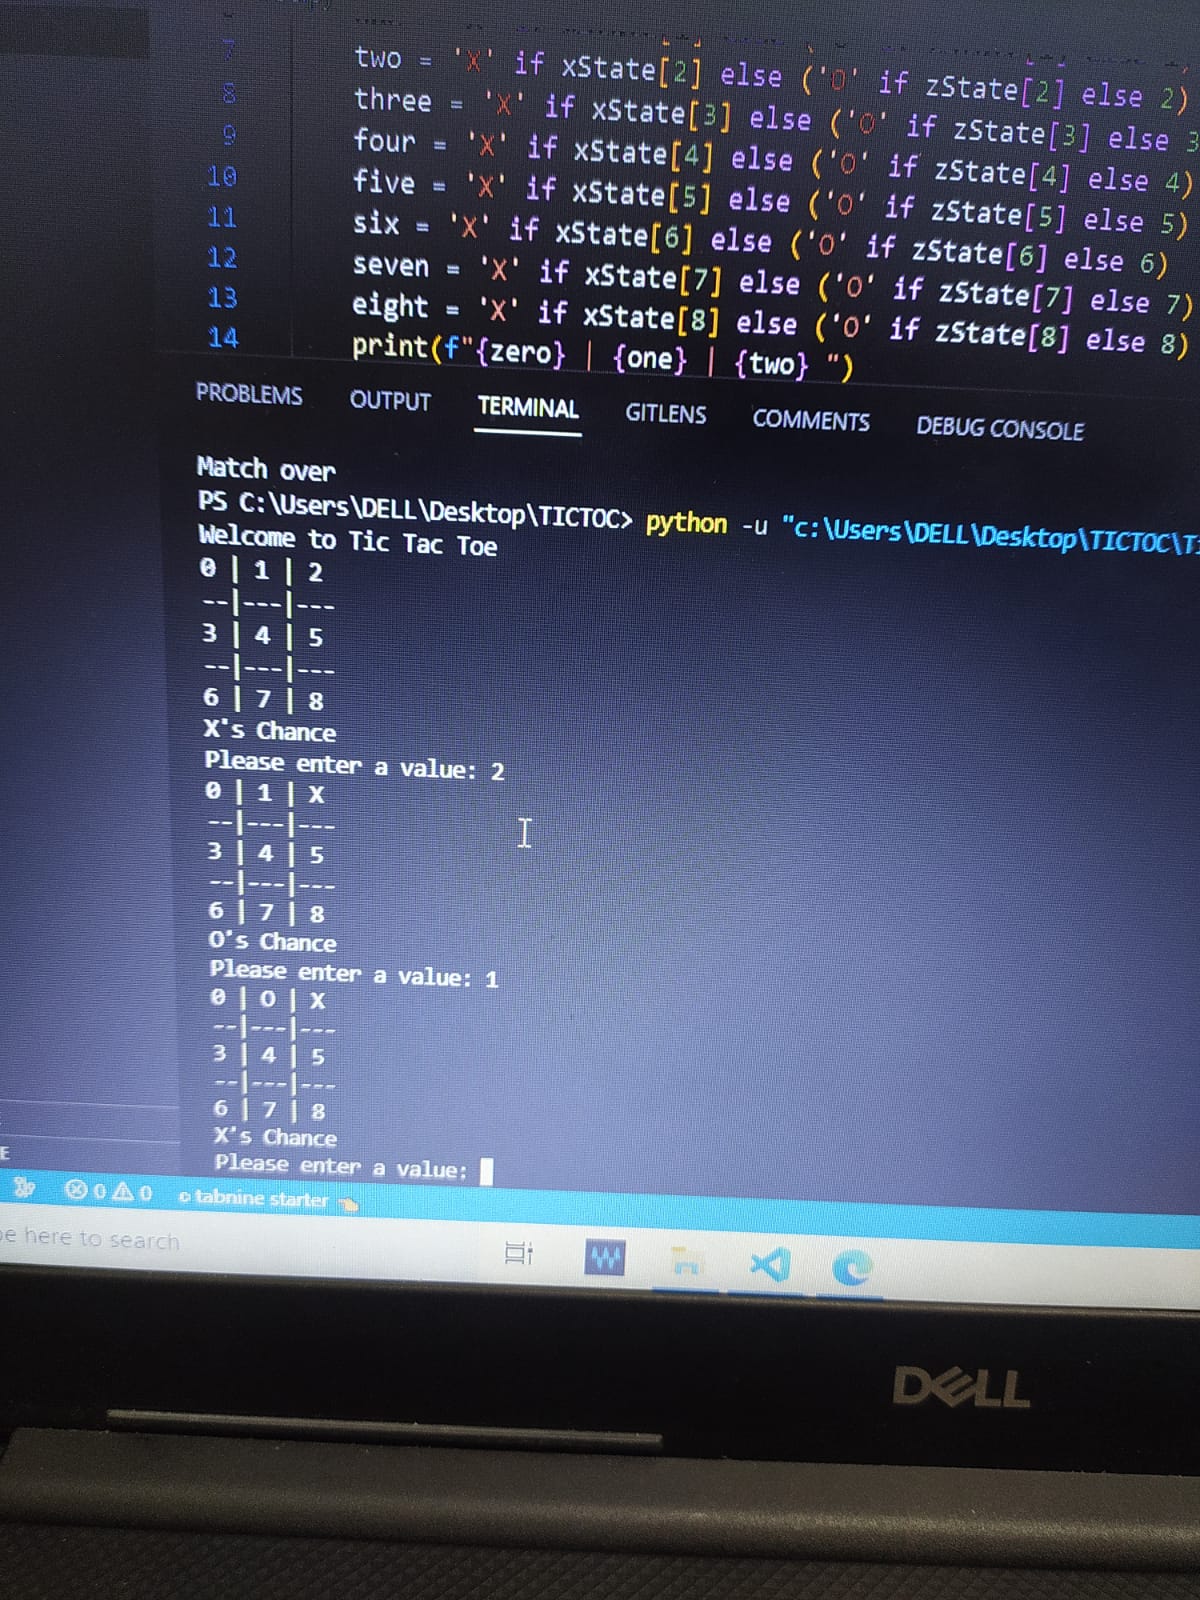 7 two = 'X' if xState[2] else ('O' if zState[2] else 2)
8 three = 'X' if xState[3] else ('O' if zState[3] else 3
9 four = 'X' if xState[4] else ('O' if zState[4] else 4)
10 five = 'X' if xState[5] else ('O' if zState[5] else 5)
11 six = 'X' if xState[6] else ('O' if zState[6] else 6)
12 seven = 'X' if xState[7] else ('O' if zState[7] else 7)
13 eight = 'X' if xState[8] else ('O' if zState[8] else 8)
14 print(f"{zero} | {one} | {two} ")
PROBLEMS OUTPUT TERMINAL GITLENS COMMENTS DEBUG CONSOLE
Match over
PS C:\Users\DELL\Desktop\TICTOC> python -u "c:\Users\DELL\Desktop\TICTOC\T
Welcome to Tic Tac Toe
0 | 1 | 2
--|---|---
3 | 4 | 5
--|---|---
6 | 7 | 8
X's Chance
Please enter a value: 2
0 | 1 | X
--|---|---
3 | 4 | 5
--|---|---
6 | 7 | 8
O's Chance
Please enter a value: 1
0 | O | X
--|---|---
3 | 4 | 5
--|---|---
6 | 7 | 8
X's Chance
Please enter a value:
E
0 0 tabnine starter
pe here to search
DELL